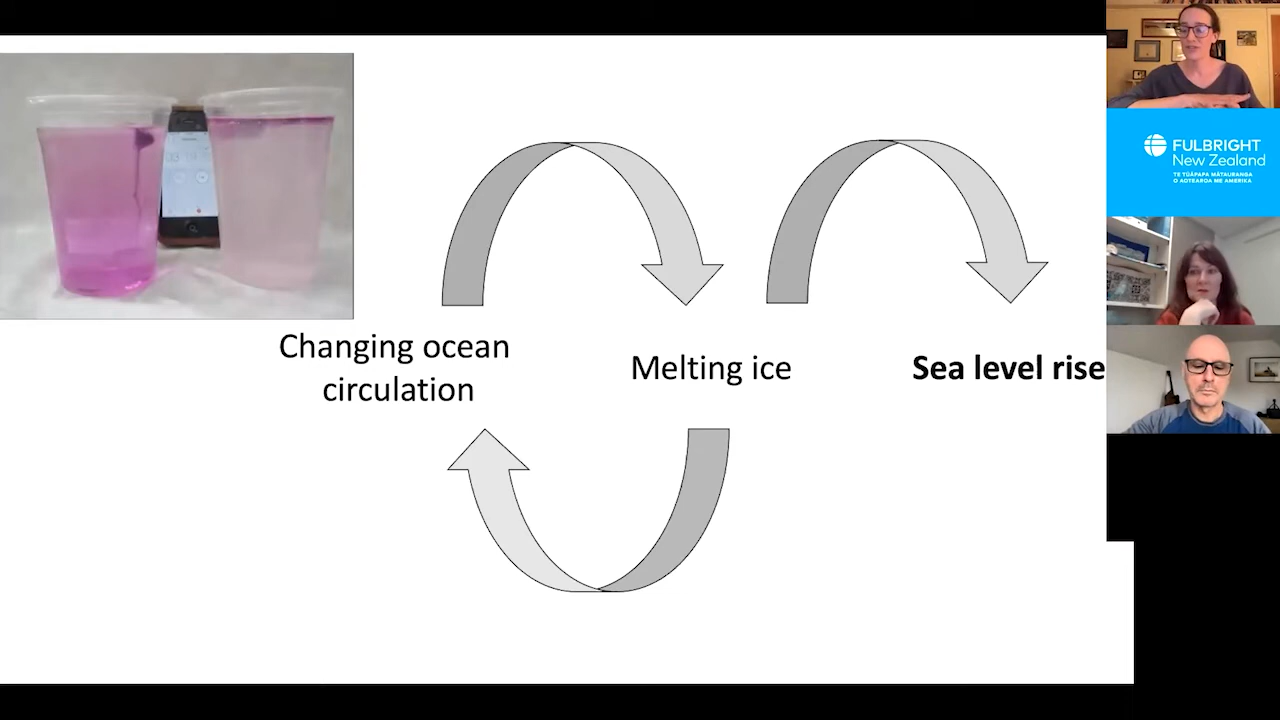 Changing ocean
circulation
Melting ice
Sea level rise
FULBRIGHT
New Zealand
TE TŪĀPAPA MĀTAURANGA
O AOTEAROA ME AMERIKA